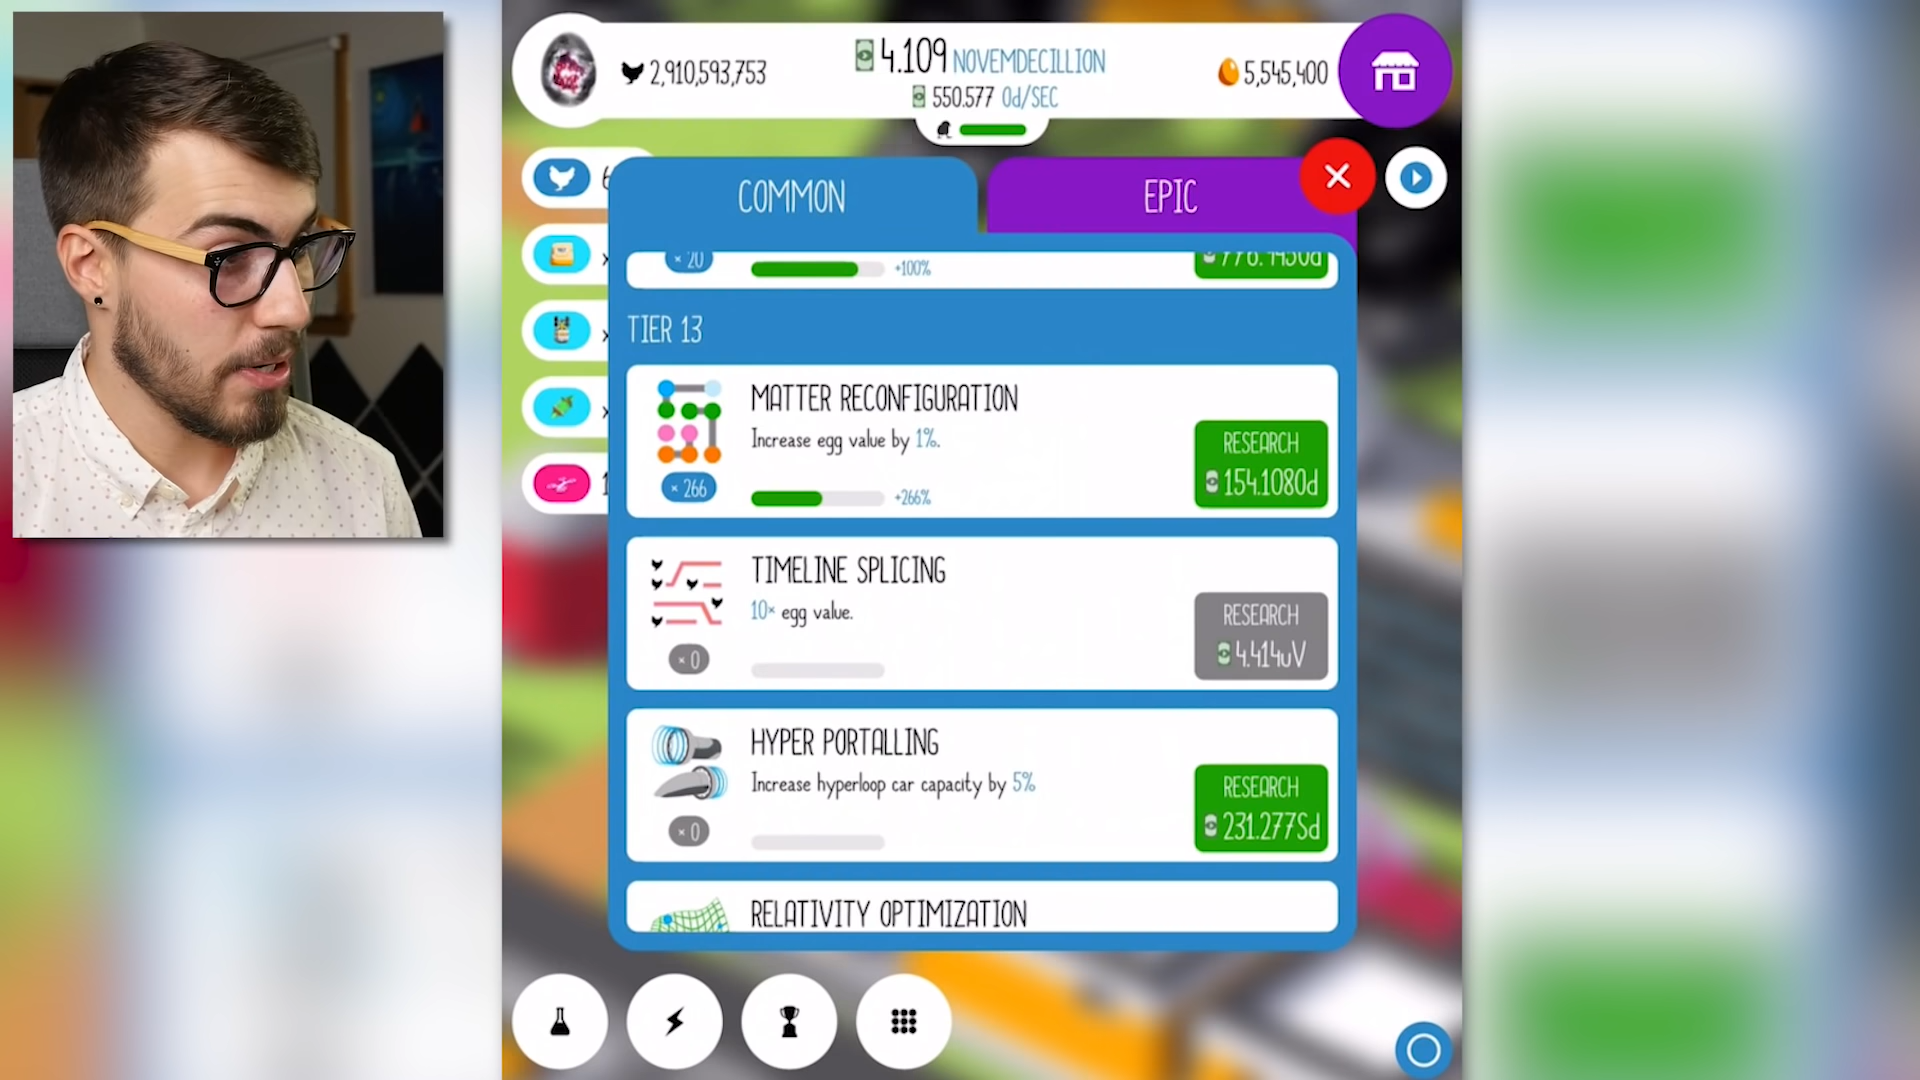 2,910,593,753
4.109 NOVEMDECILLION
550.577 Od/SEC
5,545,400
COMMON
EPIC
× 20
+100%
TIER 13
MATTER RECONFIGURATION
Increase egg value by 1%.
× 266
+266%
RESEARCH
154.108Od
TIMELINE SPLICING
10× egg value.
× 0
RESEARCH
4.414uV
HYPER PORTALLING
Increase hyperloop car capacity by 5%
× 0
RESEARCH
231.277Sd
RELATIVITY OPTIMIZATION